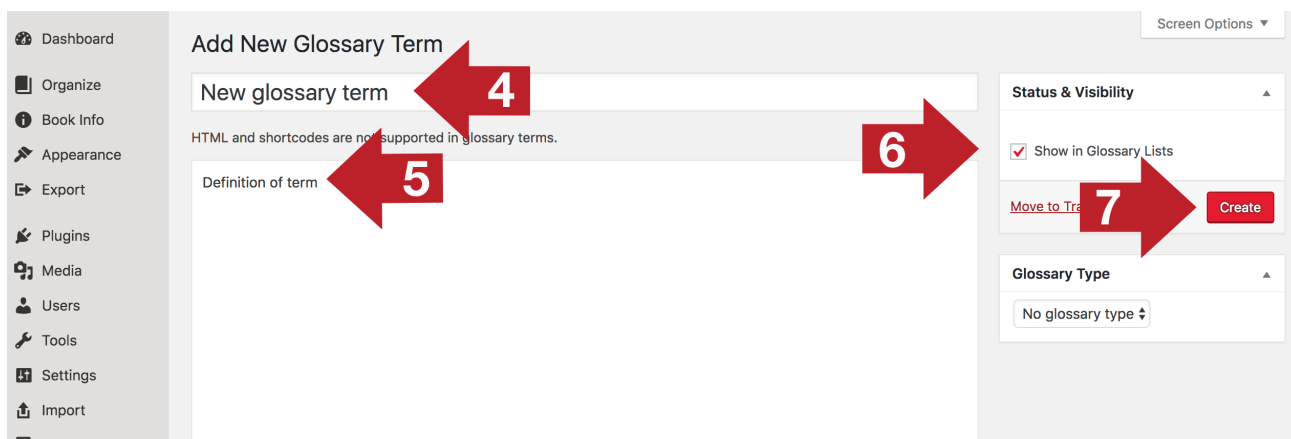 Screen Options
Dashboard
Organize
Book Info
Appearance
Export
Plugins
Media
Users
Tools
Settings
Import
Add New Glossary Term
New glossary term
4
HTML and shortcodes are not supported in glossary terms.
Definition of term
5
Status & Visibility
6
Show in Glossary Lists
Move to
7
Create
Glossary Type
No glossary type